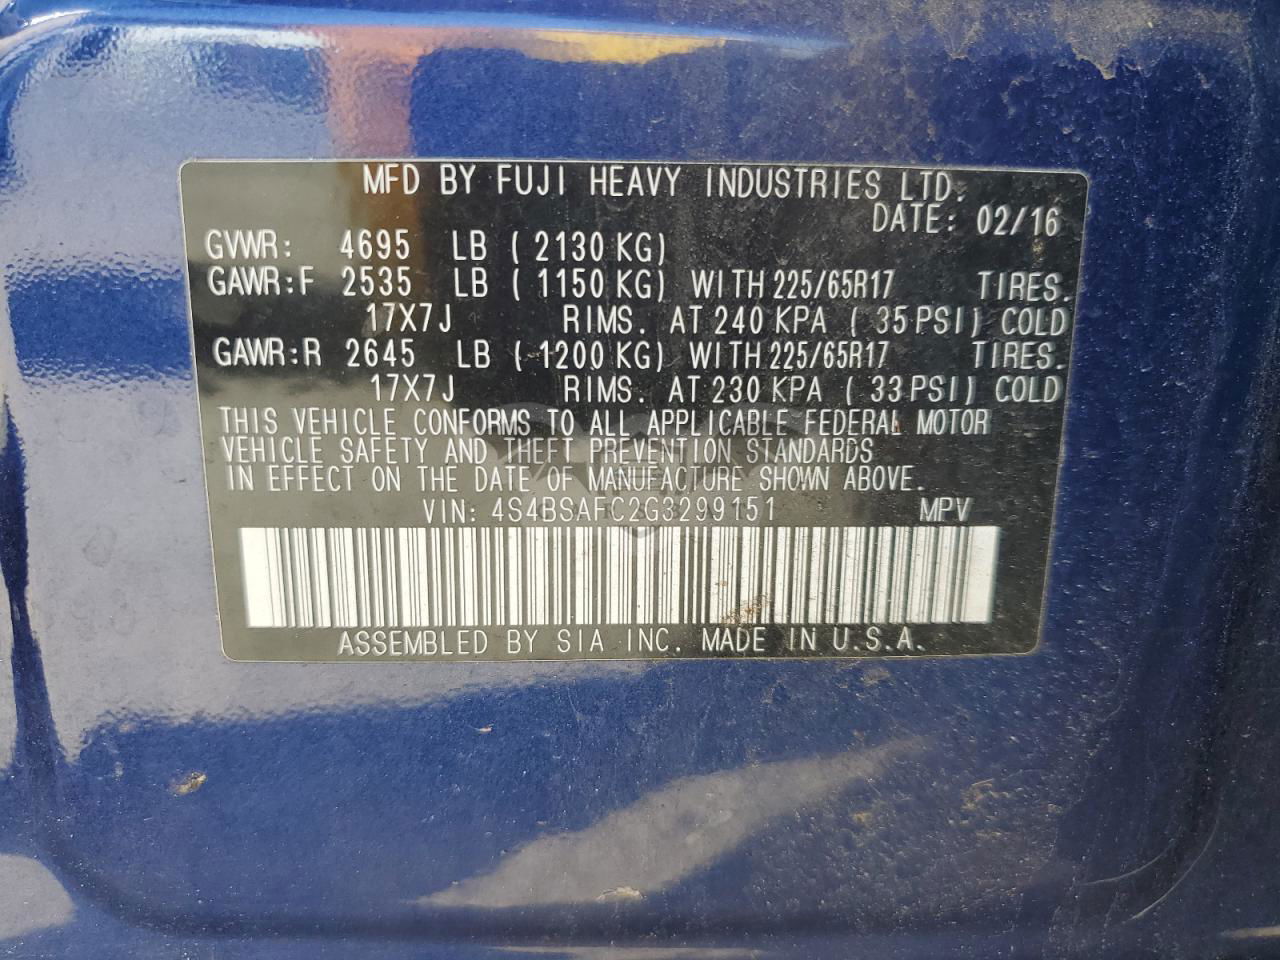 MFD BY FUJI HEAVY INDUSTRIES LTD.
DATE: 02/16
GVWR: 4695 LB ( 2130 KG)
GAWR:F 2535 LB ( 1150 KG) WITH 225/65R17 TIRES.
17X7J RIMS. AT 240 KPA ( 35 PSI) COLD
GAWR:R 2645 LB ( 1200 KG) WITH 225/65R17 TIRES.
17X7J RIMS. AT 230 KPA ( 33 PSI) COLD
THIS VEHICLE CONFORMS TO ALL APPLICABLE FEDERAL MOTOR
VEHICLE SAFETY AND THEFT PREVENTION STANDARDS
IN EFFECT ON THE DATE OF MANUFACTURE SHOWN ABOVE.
VIN: 4S4BSAFC2G3299151 MPV
ASSEMBLED BY SIA INC. MADE IN U.S.A.